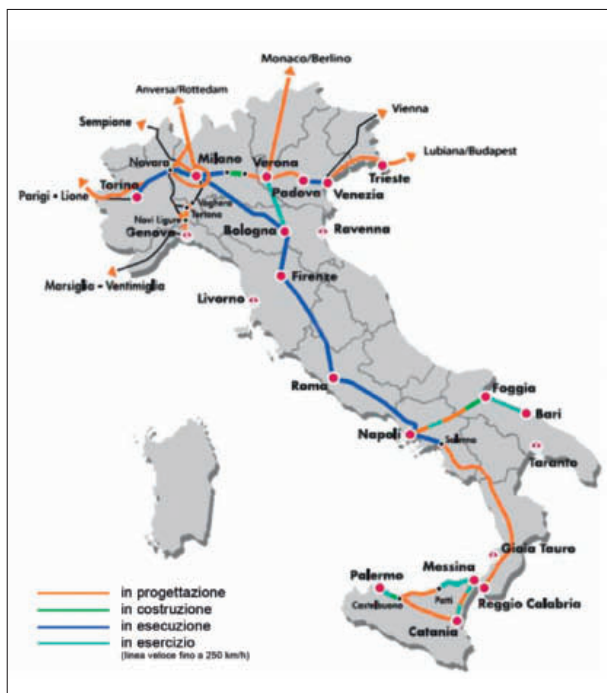 Monaco/Berlino
Anversa/Rottedam
Sempione
Vienna
Lubiana/Budapest
Novara
Milano
Verona
Torino
Padova
Trieste
Venezia
Parigi - Lione
Voghera
Tortona
Novi Ligure
Genova
Bologna
Ravenna
Marsiglia - Ventimiglia
Firenze
Livorno
Roma
Foggia
Bari
Napoli
Salerno
Taranto
Gioia Tauro
Messina
Palermo
Patti
Castelbuono
Reggio Calabria
Catania
in progettazione
in costruzione
in esecuzione
in esercizio
(linea veloce fino a 250 km/h)